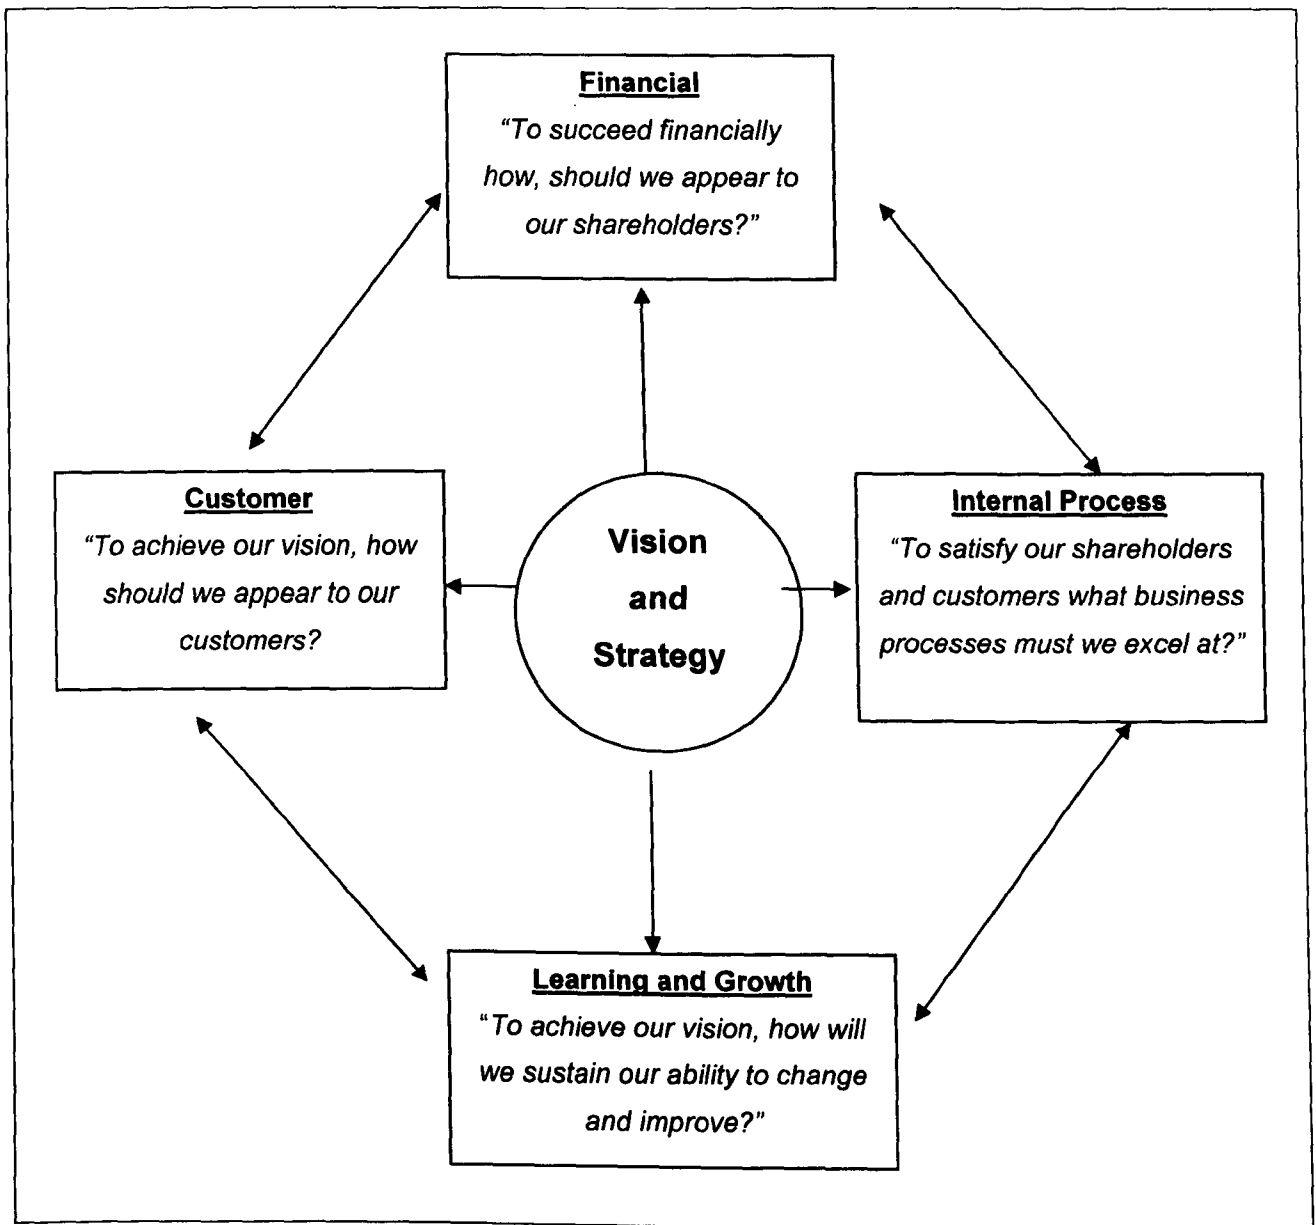 Financial
“To succeed financially
how, should we appear to
our shareholders?”
Customer
“To achieve our vision, how
should we appear to our
customers?
Vision
and
Strategy
Internal Process
“To satisfy our shareholders
and customers what business
processes must we excel at?”
Learning and Growth
“To achieve our vision, how will
we sustain our ability to change
and improve?”